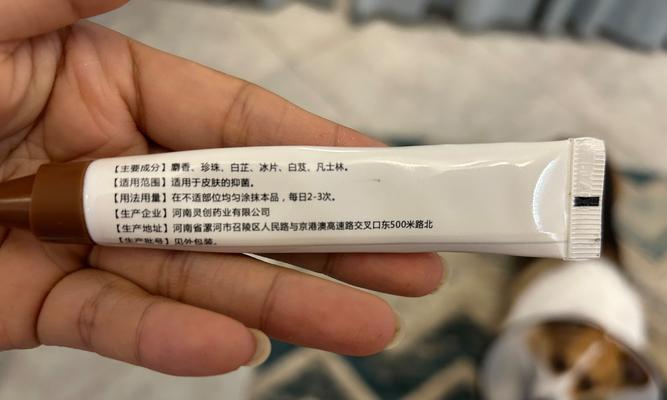 【主要成分】麝香、珍珠、白芷、冰片、白芨、凡士林。
【适用范围】适用于皮肤的抑菌。
【用法用量】在不适部位均匀涂抹本品，每日2-3次。
【生产企业】河南灵创药业有限公司
【生产地址】河南省漯河市召陵区人民路与京港澳高速路交叉口东500米路北
【生产批号】见外包装。